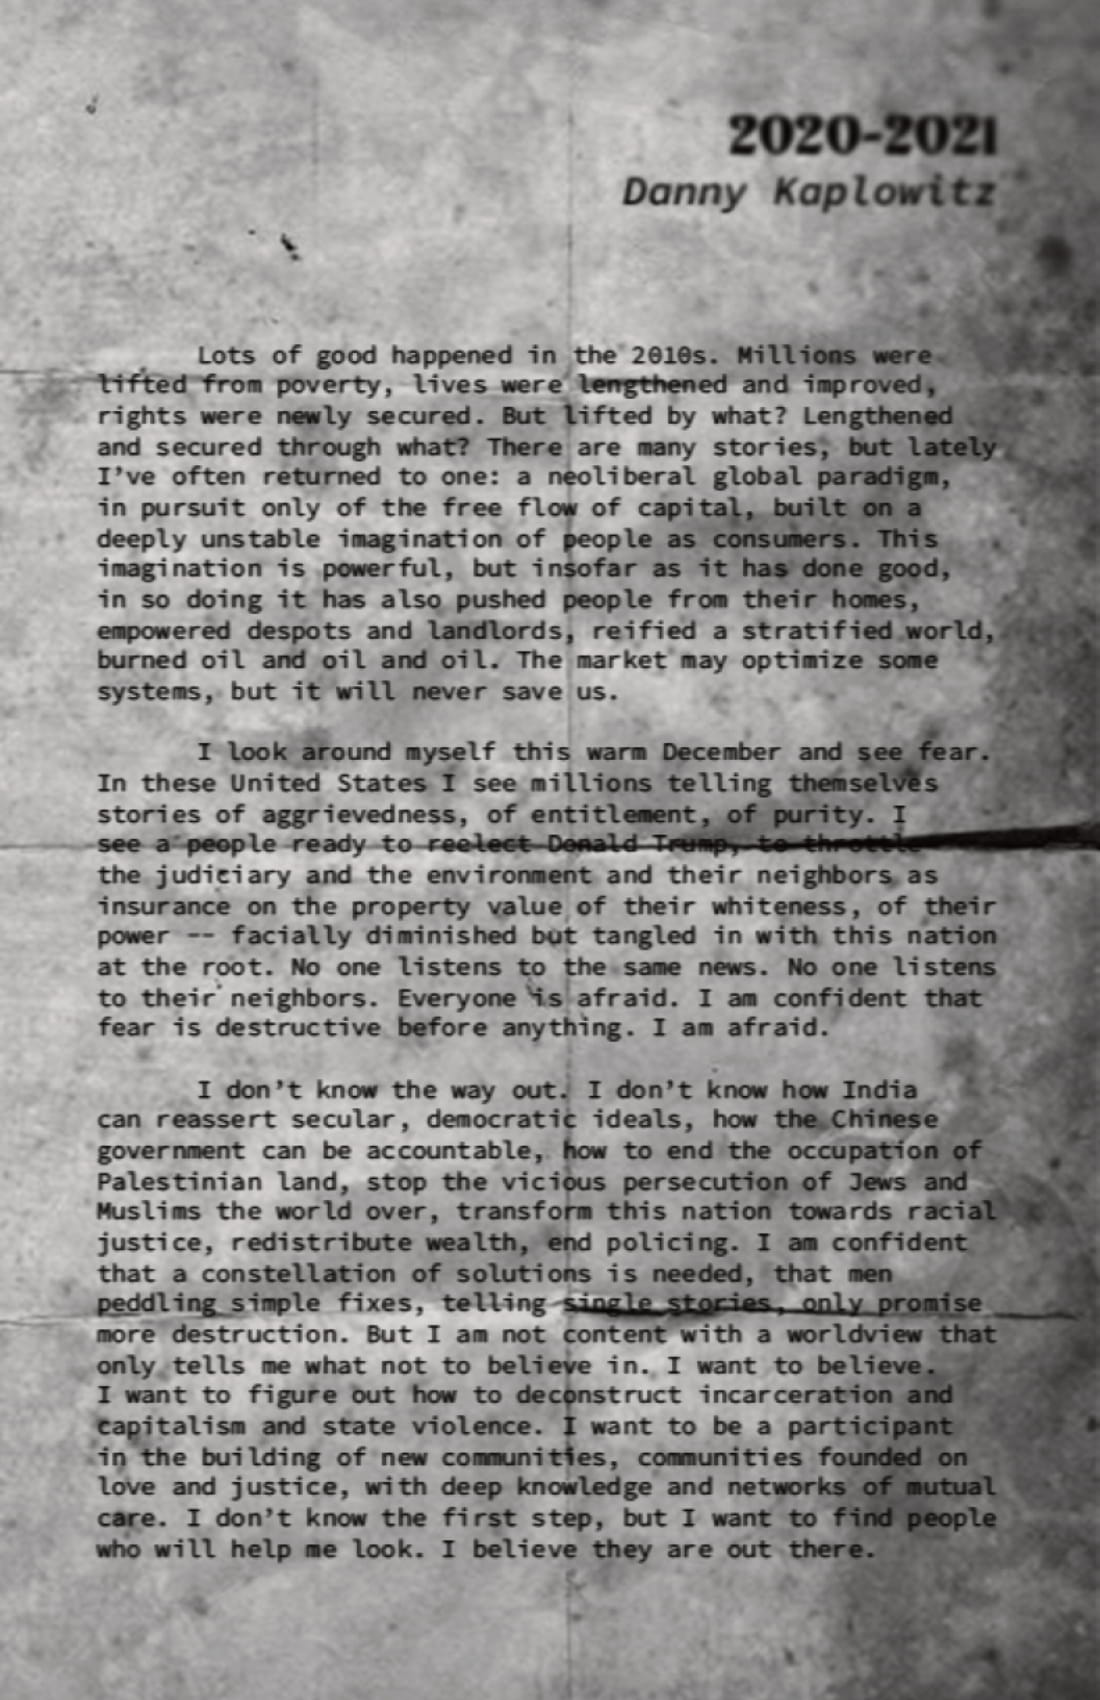 2020-2021
Danny Kaplowitz
Lots of good happened in the 2010s. Millions were
lifted from poverty, lives were lengthened and improved,
rights were newly secured. But lifted by what? Lengthened
and secured through what? There are many stories, but lately
I’ve often returned to one: a neoliberal global paradigm,
in pursuit only of the free flow of capital, built on a
deeply unstable imagination of people as consumers. This
imagination is powerful, but insofar as it has done good,
in so doing it has also pushed people from their homes,
empowered despots and landlords, reified a stratified world,
burned oil and oil and oil. The market may optimize some
systems, but it will never save us.
I look around myself this warm December and see fear.
In these United States I see millions telling themselves
stories of aggrievedness, of entitlement, of purity. I
see a people ready to reelect Donald Trump, to throttle
the judiciary and the environment and their neighbors as
insurance on the property value of their whiteness, of their
power -- facially diminished but tangled in with this nation
at the root. No one listens to the same news. No one listens
to their neighbors. Everyone is afraid. I am confident that
fear is destructive before anything. I am afraid.
I don’t know the way out. I don’t know how India
can reassert secular, democratic ideals, how the Chinese
government can be accountable, how to end the occupation of
Palestinian land, stop the vicious persecution of Jews and
Muslims the world over, transform this nation towards racial
justice, redistribute wealth, end policing. I am confident
that a constellation of solutions is needed, that men
peddling simple fixes, telling single stories, only promise
more destruction. But I am not content with a worldview that
only tells me what not to believe in. I want to believe.
I want to figure out how to deconstruct incarceration and
capitalism and state violence. I want to be a participant
in the building of new communities, communities founded on
love and justice, with deep knowledge and networks of mutual
care. I don’t know the first step, but I want to find people
who will help me look. I believe they are out there.